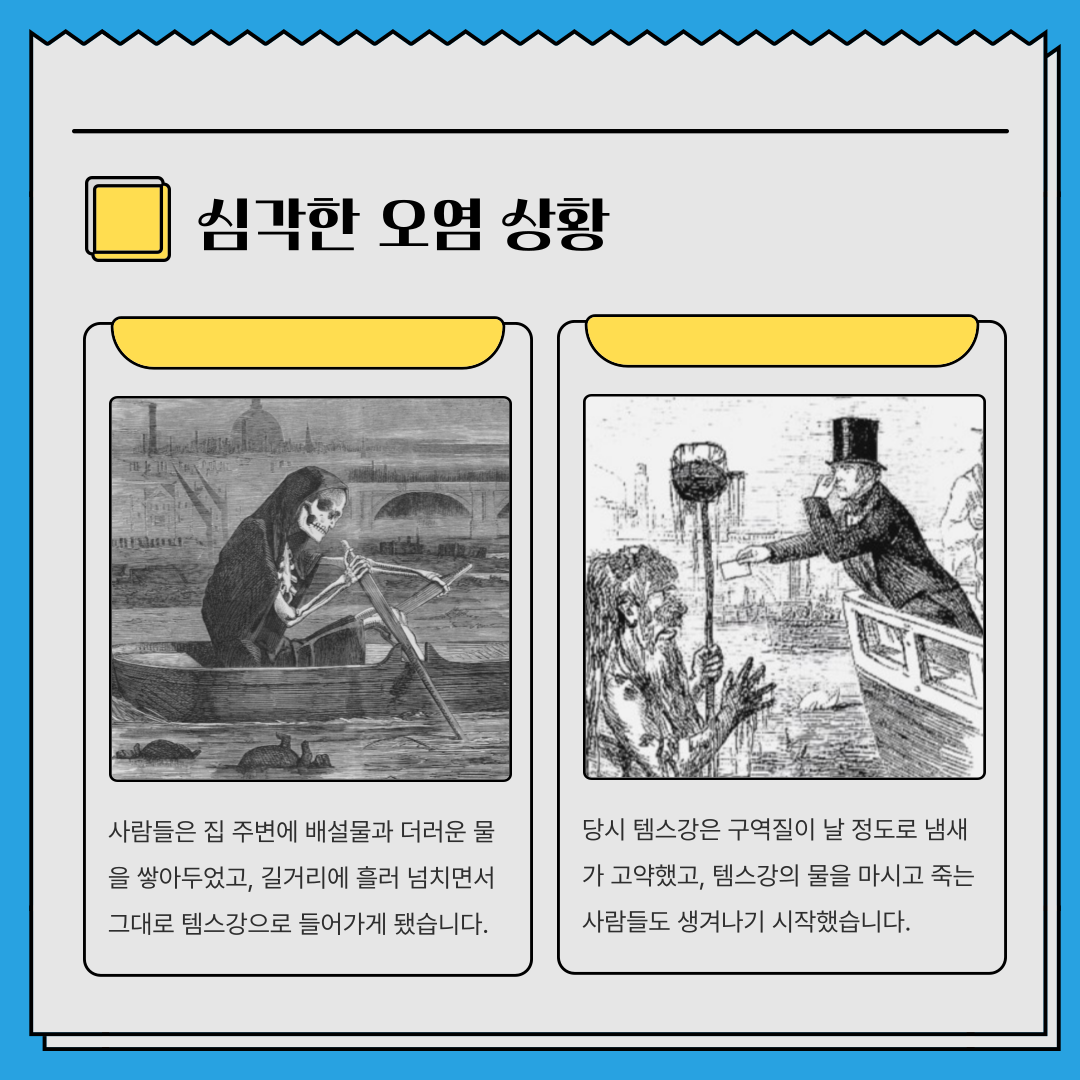 심각한 오염 상황
사람들은 집 주변에 배설물과 더러운 물
을 쌓아두었고, 길거리에 흘러 넘치면서
그대로 템스강으로 들어가게 됐습니다.
당시 템스강은 구역질이 날 정도로 냄새
가 고약했고, 템스강의 물을 마시고 죽는
사람들도 생겨나기 시작했습니다.